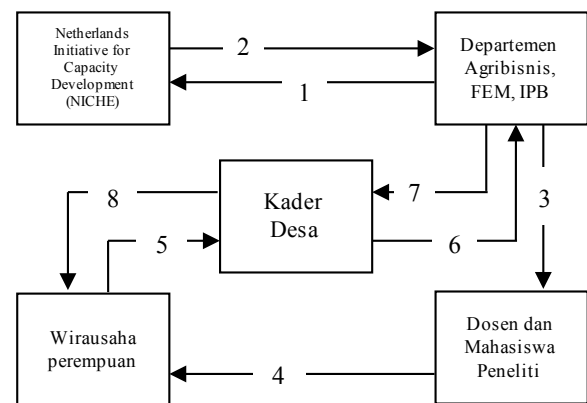 Netherlands
Initiative for
Capacity
Development
(NICHE)
2
1
Departemen
Agribisnis,
FEM, IPB
8
5
Kader
Desa
7
6
3
Wirausaha
perempuan
4
Dosen dan
Mahasiswa
Peneliti